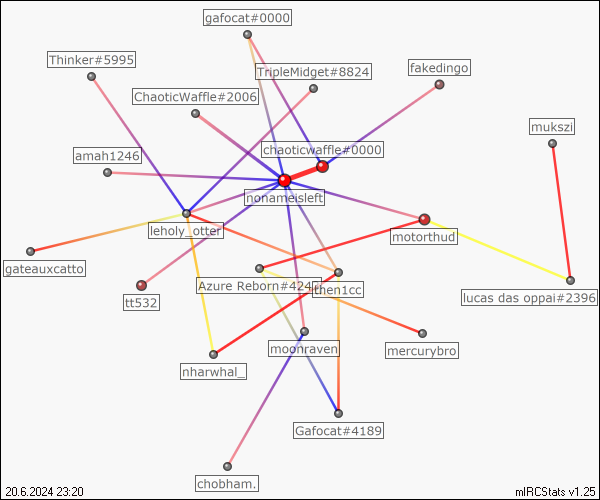 gafocat#0000
Thinker#5995
TripleMidget#8824
fakedingo
ChaoticWaffle#2006
mukszi
chaoticwaffle#0000
amah1246
nonameisleft
leholy_otter
motorthud
gateauxcatto
Azure Reborn#424
then1cc
tt532
lucas das oppai#2396
moonraven
mercurybro
nharwhal_
Gafocat#4189
chobham.
20.6.2024 23:20
mIRCStats v1.25